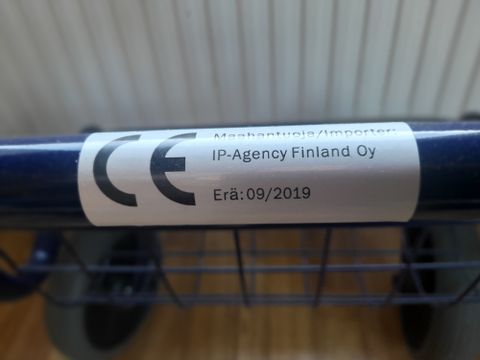 Maahantuoja/Importer:
CE IP-Agency Finland Oy
Erä: 09/2019